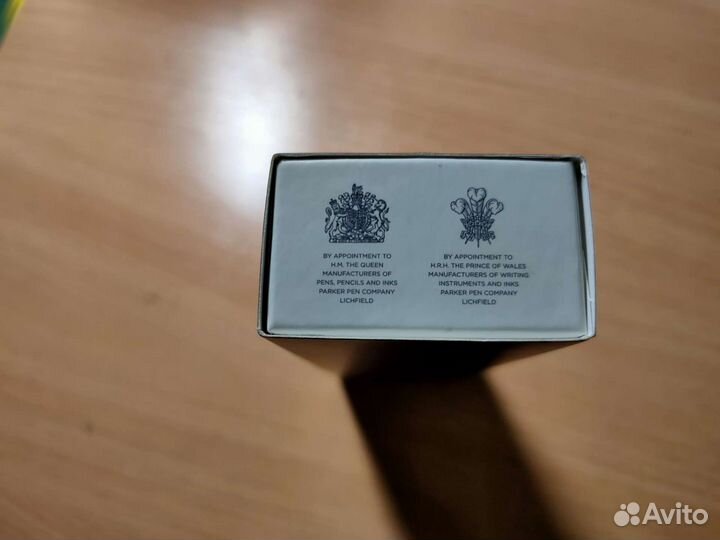 BY APPOINTMENT TO
H.M. THE QUEEN
MANUFACTURERS OF
PENS, PENCILS AND INKS
PARKER PEN COMPANY
LICHFIELD
BY APPOINTMENT TO
H.R.H. THE PRINCE OF WALES
MANUFACTURERS OF WRITING
INSTRUMENTS AND INKS
PARKER PEN COMPANY
LICHFIELD
Avito